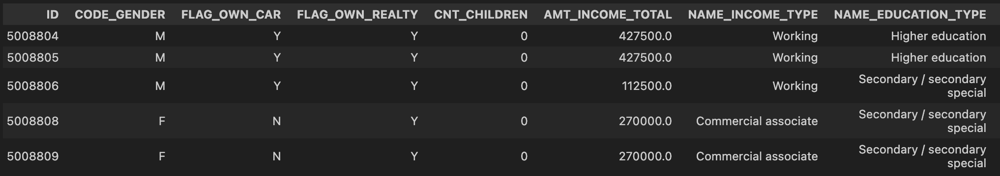 ID CODE_GENDER FLAG_OWN_CAR FLAG_OWN_REALTY CNT_CHILDREN AMT_INCOME_TOTAL NAME_INCOME_TYPE NAME_EDUCATION_TYPE
5008804 M Y Y 0 427500.0 Working Higher education
5008805 M Y Y 0 427500.0 Working Higher education
5008806 M Y Y 0 112500.0 Working Secondary / secondary
special
5008808 F N Y 0 270000.0 Commercial associate Secondary / secondary
special
5008809 F N Y 0 270000.0 Commercial associate Secondary / secondary
special